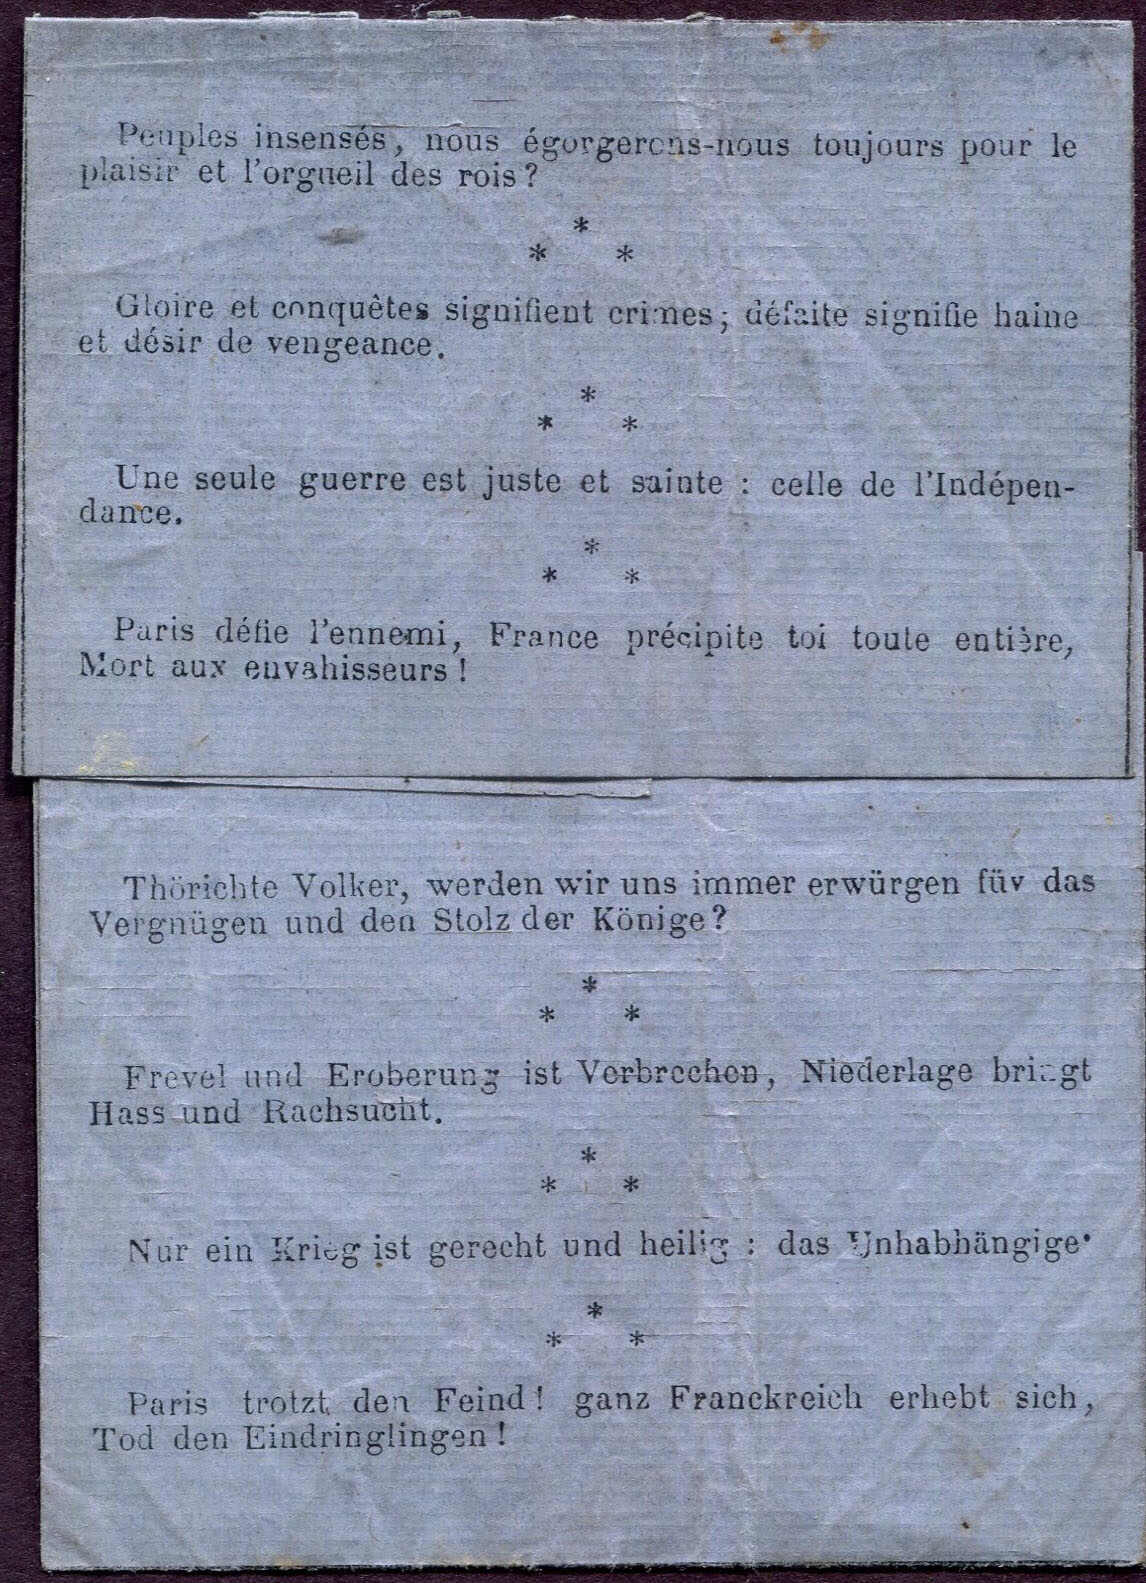 Peuples insensés, nous égorgerons-nous toujours pour le
plaisir et l'orgueil des rois?
*
* *
Gloire et conquêtes signifient crimes; défaite signifie haine
et désir de vengeance.
*
* *
Une seule guerre est juste et sainte : celle de l'Indépen-
dance.
*
* *
Paris défie l'ennemi, France précipite toi toute entière,
Mort aux envahisseurs !
Thörichte Volker, werden wir uns immer erwürgen füv das
Vergnügen und den Stolz der Könige?
*
* *
Frevel und Eroberung ist Verbrechen, Niederlage bringt
Hass und Rachsucht.
*
* *
Nur ein Krieg ist gerecht und heilig : das Unhabhängige.
*
* *
Paris trotzt den Feind ! ganz Franckreich erhebt sich,
Tod den Eindringlingen !